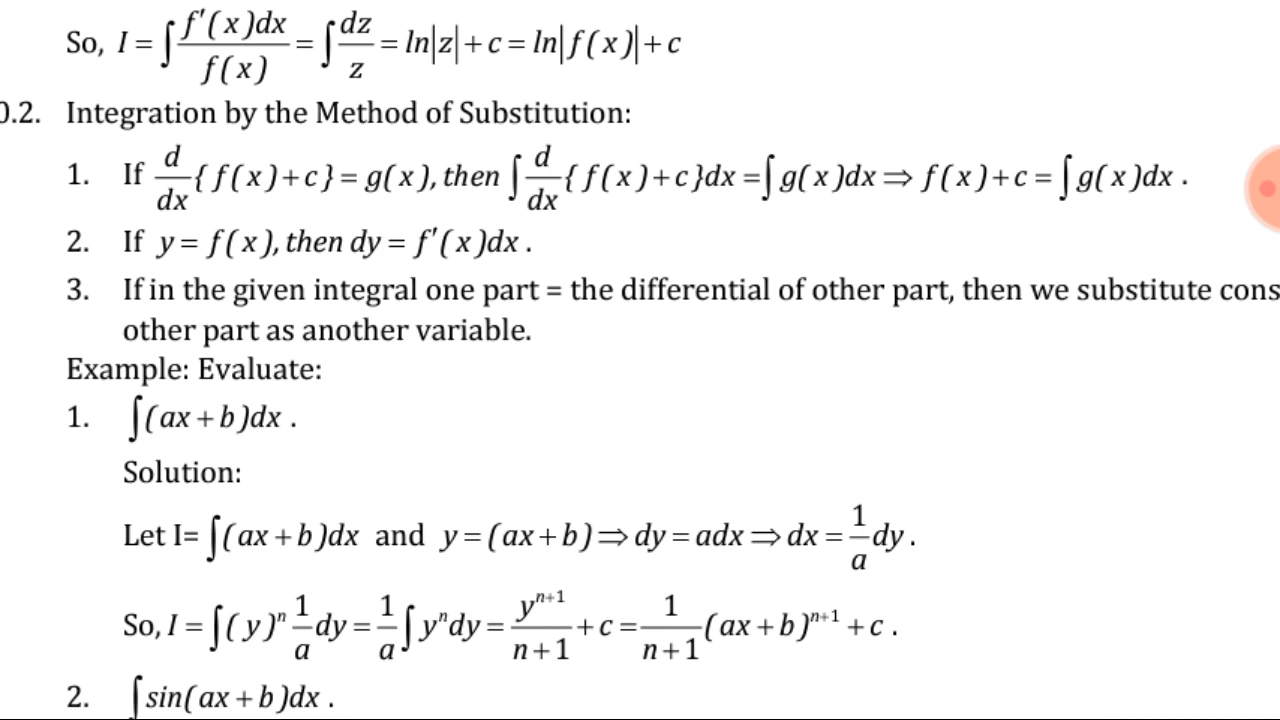 So, I = ∫ f′(x)dx / f(x) = ∫ dz / z = ln|z| + c = ln|f(x)| + c
0.2. Integration by the Method of Substitution:
1. If d/dx {f(x)+c} = g(x), then ∫ d/dx {f(x)+c}dx = ∫ g(x)dx ⇒ f(x)+c = ∫ g(x)dx .
2. If y = f(x), then dy = f′(x)dx .
3. If in the given integral one part = the differential of other part, then we substitute cons
other part as another variable.
Example: Evaluate:
1. ∫(ax+b)dx .
Solution:
Let I= ∫(ax+b)dx and y=(ax+b) ⇒ dy = adx ⇒ dx = 1/a dy .
So, I = ∫(y)ⁿ 1/a dy = 1/a ∫ yⁿdy = yⁿ⁺¹/n+1 + c = 1/n+1 (ax+b)ⁿ⁺¹ + c .
2. ∫ sin(ax+b)dx .